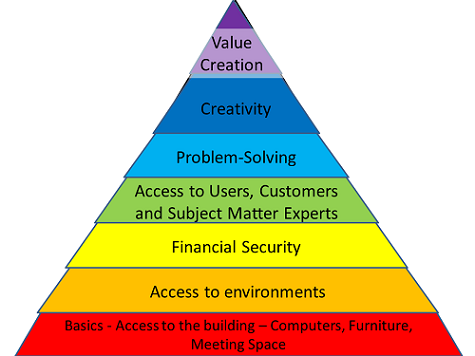 Value
Creation
Creativity
Problem-Solving
Access to Users, Customers
and Subject Matter Experts
Financial Security
Access to environments
Basics - Access to the building – Computers, Furniture,
Meeting Space